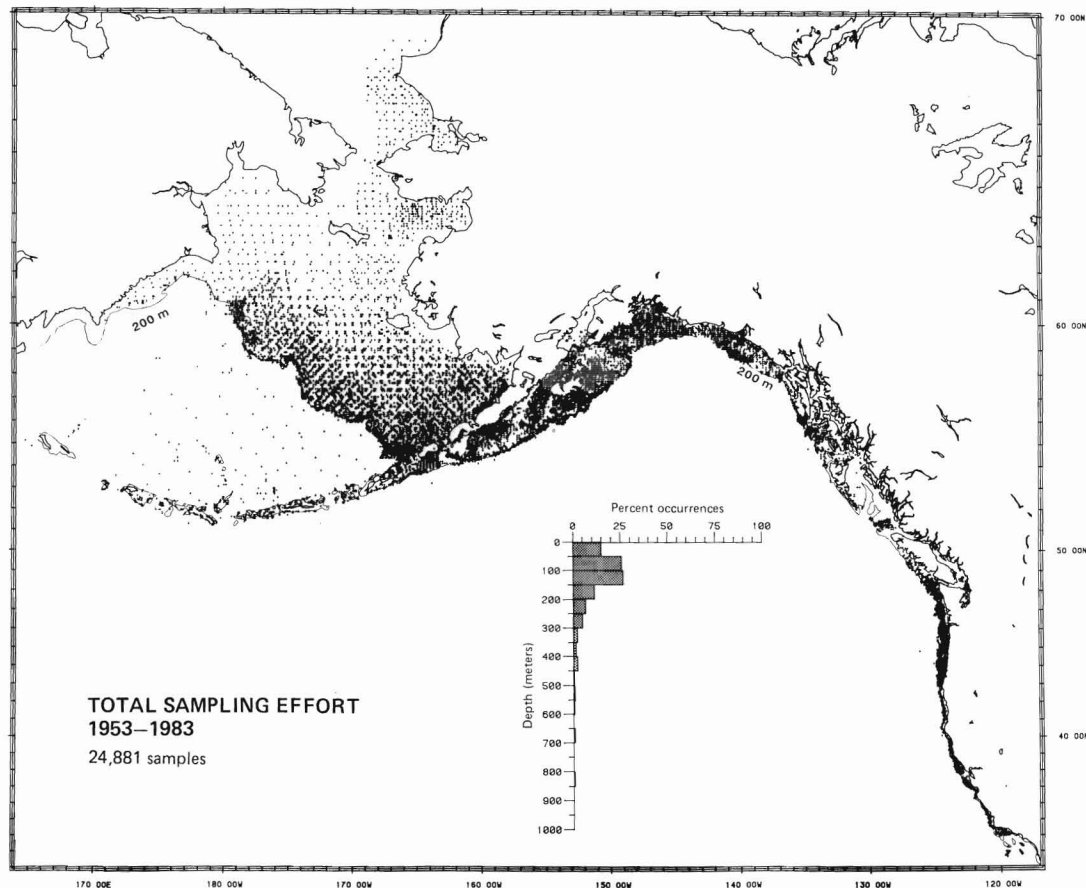 70 00N
200 m
60 00N
200 m
Percent occurrences
0 25 50 75 100
0
50 00N
100
200
300
400
Depth (meters)
500
600
700
800
900
1000
TOTAL SAMPLING EFFORT
1953–1983
24,881 samples
40 00N
170 00E 180 00W 170 00W 160 00W 150 00W 140 00W 130 00W 120 00W